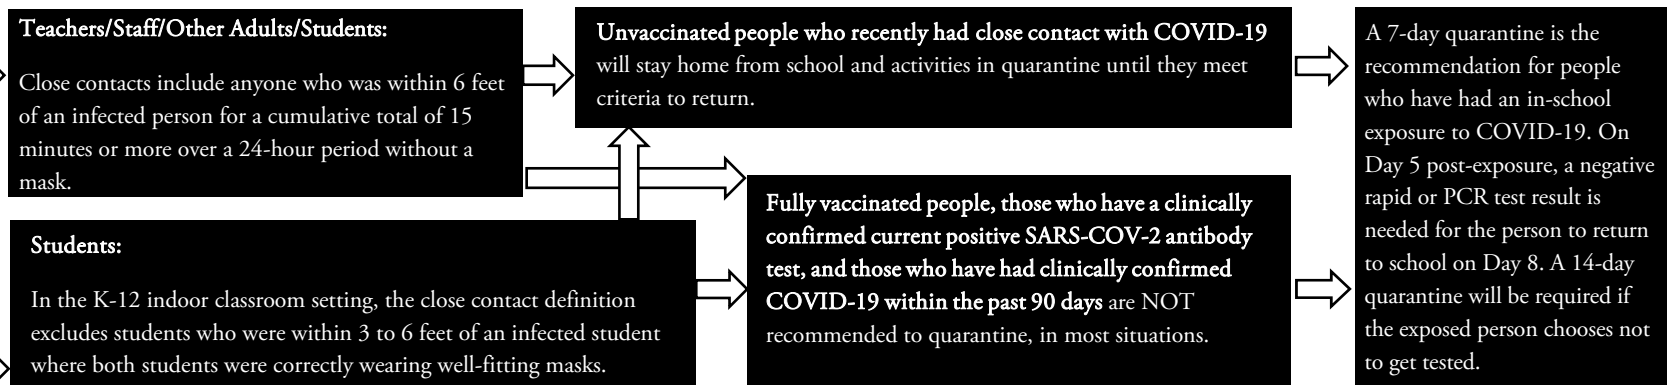 Teachers/Staff/Other Adults/Students:
Close contacts include anyone who was within 6 feet
of an infected person for a cumulative total of 15
minutes or more over a 24-hour period without a
mask.
Students:
In the K-12 indoor classroom setting, the close contact definition
excludes students who were within 3 to 6 feet of an infected student
where both students were correctly wearing well-fitting masks.
Unvaccinated people who recently had close contact with COVID-19
will stay home from school and activities in quarantine until they meet
criteria to return.
Fully vaccinated people, those who have a clinically
confirmed current positive SARS-COV-2 antibody
test, and those who have had clinically confirmed
COVID-19 within the past 90 days are NOT
recommended to quarantine, in most situations.
A 7-day quarantine is the
recommendation for people
who have had an in-school
exposure to COVID-19. On
Day 5 post-exposure, a negative
rapid or PCR test result is
needed for the person to return
to school on Day 8. A 14-day
quarantine will be required if
the exposed person chooses not
to get tested.